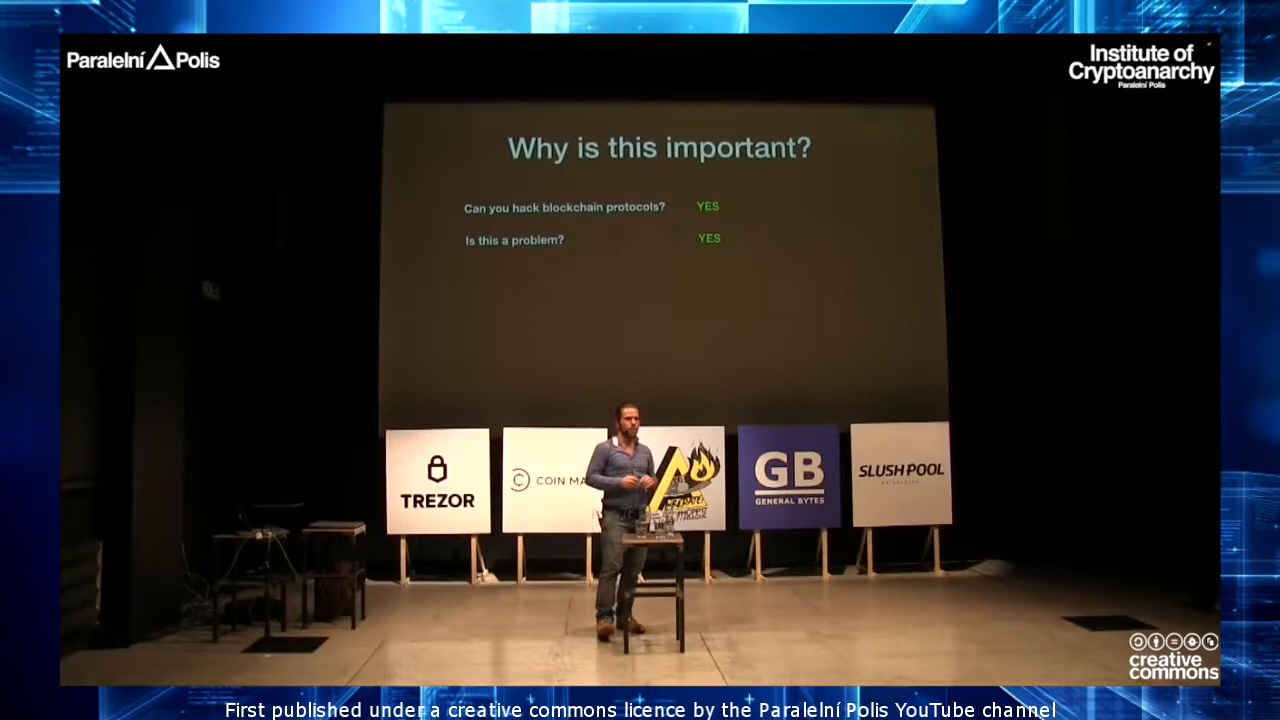 Paralelní Polis
Institute of
Cryptoanarchy
Paralelní Polis
Why is this important?
Can you hack blockchain protocols? YES
Is this a problem? YES
TREZOR
COIN MA
GB
GENERAL BYTES
SLUSHPOOL
creative
commons
First published under a creative commons licence by the Paralelní Polis YouTube channel